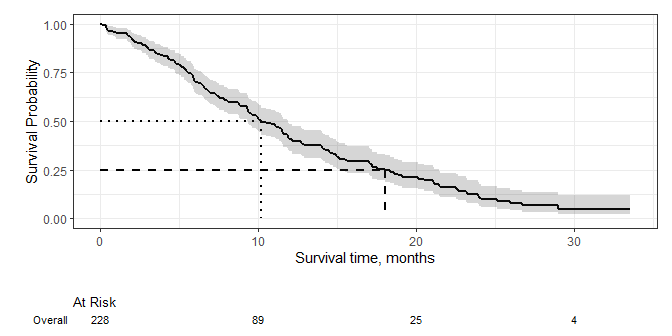 1.00
0.75
0.50
0.25
0.00
Survival Probability
0 10 20 30
Survival time, months
At Risk
Overall 228 89 25 4